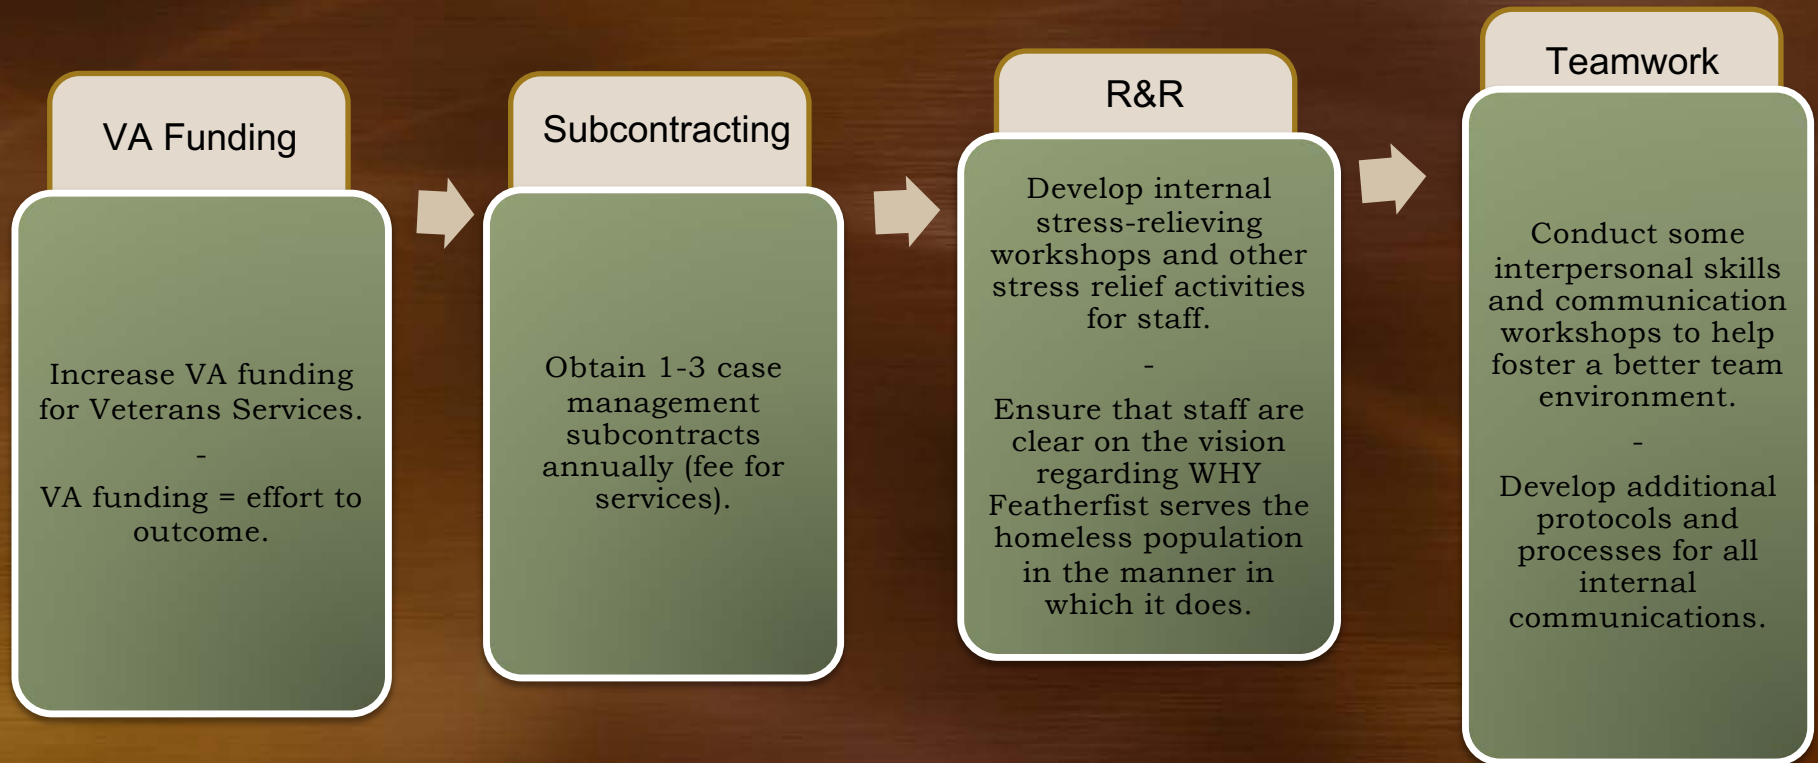 VA Funding
Increase VA funding
for Veterans Services.
-
VA funding = effort to
outcome.
Subcontracting
Obtain 1-3 case
management
subcontracts
annually (fee for
services).
R&R
Develop internal
stress-relieving
workshops and other
stress relief activities
for staff.
-
Ensure that staff are
clear on the vision
regarding WHY
Featherfist serves the
homeless population
in the manner in
which it does.
Teamwork
Conduct some
interpersonal skills
and communication
workshops to help
foster a better team
environment.
-
Develop additional
protocols and
processes for all
internal
communications.